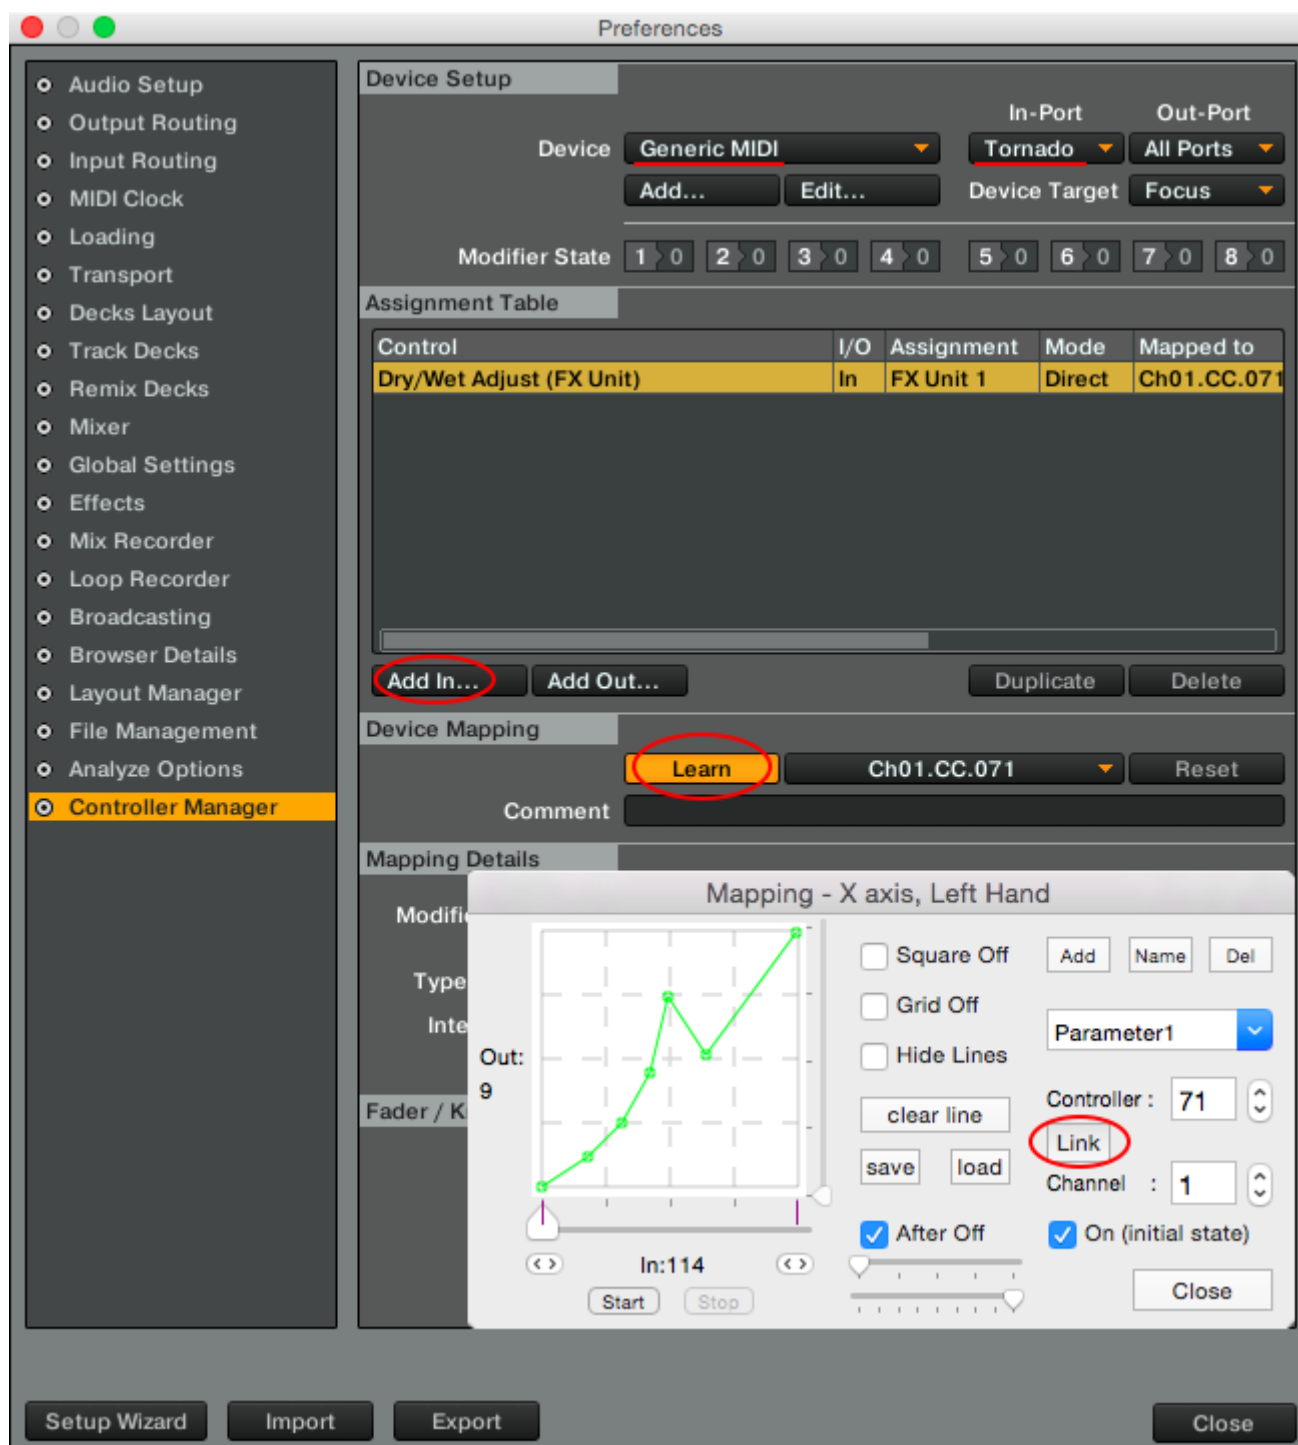 Preferences
Audio Setup
Output Routing
Input Routing
MIDI Clock
Loading
Transport
Decks Layout
Track Decks
Remix Decks
Mixer
Global Settings
Effects
Mix Recorder
Loop Recorder
Broadcasting
Browser Details
Layout Manager
File Management
Analyze Options
Controller Manager
Device Setup
In-Port Out-Port
Device Generic MIDI Tornado All Ports
Add... Edit... Device Target Focus
Modifier State 1 0 2 0 3 0 4 0 5 0 6 0 7 0 8 0
Assignment Table
Control I/O Assignment Mode Mapped to
Dry/Wet Adjust (FX Unit) In FX Unit 1 Direct Ch01.CC.071
Add In... Add Out... Duplicate Delete
Device Mapping
Learn Ch01.CC.071 Reset
Comment
Mapping Details
Modifi
Type
Inte
Fader / K
Mapping - X axis, Left Hand
Out:
9
In:114
Start Stop
Square Off
Grid Off
Hide Lines
clear line
save load
After Off
Add Name Del
Parameter1
Controller : 71
Link
Channel : 1
On (initial state)
Close
Setup Wizard Import Export Close